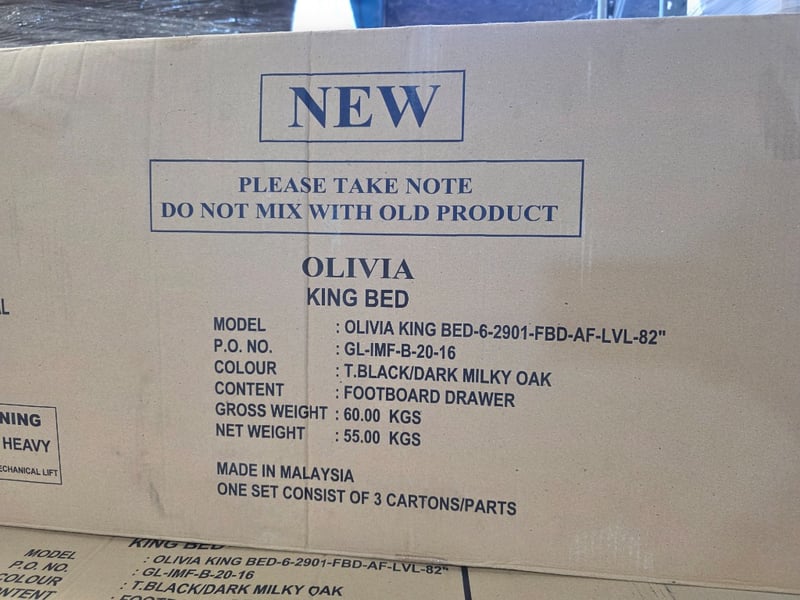 NEW
PLEASE TAKE NOTE
DO NOT MIX WITH OLD PRODUCT
OLIVIA
KING BED
MODEL : OLIVIA KING BED-6-2901-FBD-AF-LVL-82"
P.O. NO. : GL-IMF-B-20-16
COLOUR : T.BLACK/DARK MILKY OAK
CONTENT : FOOTBOARD DRAWER
GROSS WEIGHT : 60.00 KGS
NET WEIGHT : 55.00 KGS
MADE IN MALAYSIA
ONE SET CONSIST OF 3 CARTONS/PARTS
NING
HEAVY
ECHANICAL LIFT
KING BED
MODEL : OLIVIA KING BED-6-2901-FBD-AF-LVL-82"
P.O. NO. : GL-IMF-B-20-16
COLOUR : T.BLACK/DARK MILKY OAK